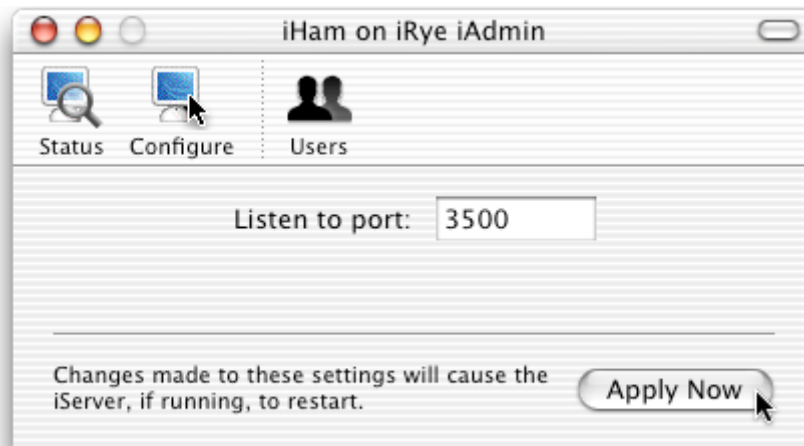 iHam on iRye iAdmin
Status Configure Users
Listen to port: 3500
Changes made to these settings will cause the
iServer, if running, to restart.
Apply Now